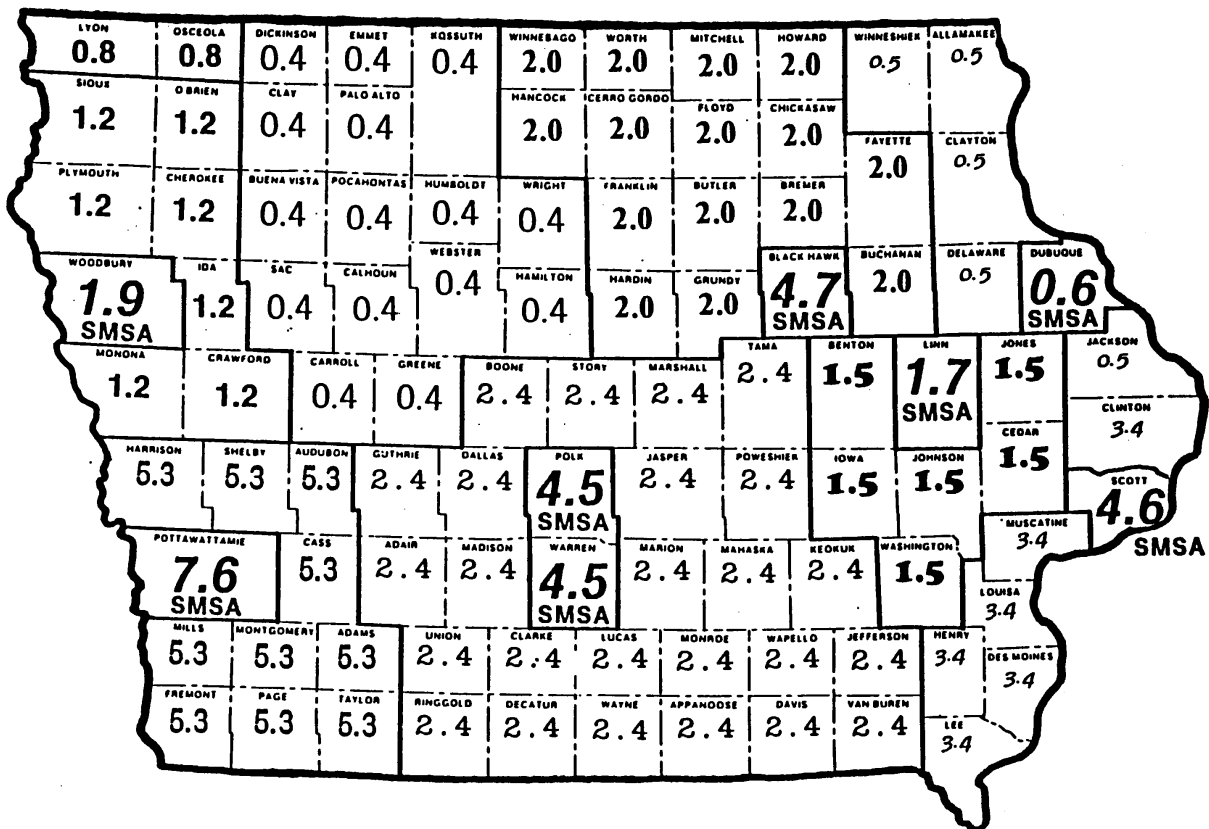 LYON OSCEOLA DICKINSON EMMET KOSSUTH WINNEBAGO WORTH MITCHELL HOWARD WINNESHIEK ALLAMAKEE
0.8 0.8 0.4 0.4 0.4 2.0 2.0 2.0 2.0 0.5 0.5
SIOUX O BRIEN CLAY PALO ALTO HANCOCK CERRO GORDO FLOYD CHICKASAW
1.2 1.2 0.4 0.4 2.0 2.0 2.0 2.0
FAYETTE CLAYTON
2.0 0.5
PLYMOUTH CHEROKEE BUENA VISTA POCAHONTAS HUMBOLDT WRIGHT FRANKLIN BUTLER BREMER
1.2 1.2 0.4 0.4 0.4 0.4 2.0 2.0 2.0
WOODBURY IDA SAC CALHOUN WEBSTER HAMILTON HARDIN GRUNDY BLACK HAWK BUCHANAN DELAWARE DUBUQUE
1.9 1.2 0.4 0.4 0.4 0.4 2.0 2.0 4.7 2.0 0.5 0.6
SMSA SMSA SMSA
MONONA CRAWFORD CARROLL GREENE BOONE STORY MARSHALL TAMA BENTON LINN JONES JACKSON
1.2 1.2 0.4 0.4 2.4 2.4 2.4 2.4 1.5 1.7 1.5 0.5
SMSA
CLINTON
3.4
HARRISON SHELBY AUDUBON GUTHRIE DALLAS POLK JASPER POWESHIEK IOWA JOHNSON CEDAR SCOTT
5.3 5.3 5.3 2.4 2.4 4.5 2.4 2.4 1.5 1.5 1.5 4.6
SMSA SMSA
MUSCATINE
3.4
POTTAWATTAMIE CASS ADAIR MADISON WARREN MARION MAHASKA KEOKUK WASHINGTON
7.6 5.3 2.4 2.4 4.5 2.4 2.4 2.4 1.5
SMSA SMSA
LOUISA
3.4
MILLS MONTGOMERY ADAMS UNION CLARKE LUCAS MONROE WAPELLO JEFFERSON HENRY DES MOINES
5.3 5.3 5.3 2.4 2.4 2.4 2.4 2.4 2.4 3.4 3.4
FREMONT PAGE TAYLOR RINGGOLD DECATUR WAYNE APPANOOSE DAVIS VAN BUREN LEE
5.3 5.3 5.3 2.4 2.4 2.4 2.4 2.4 2.4 3.4